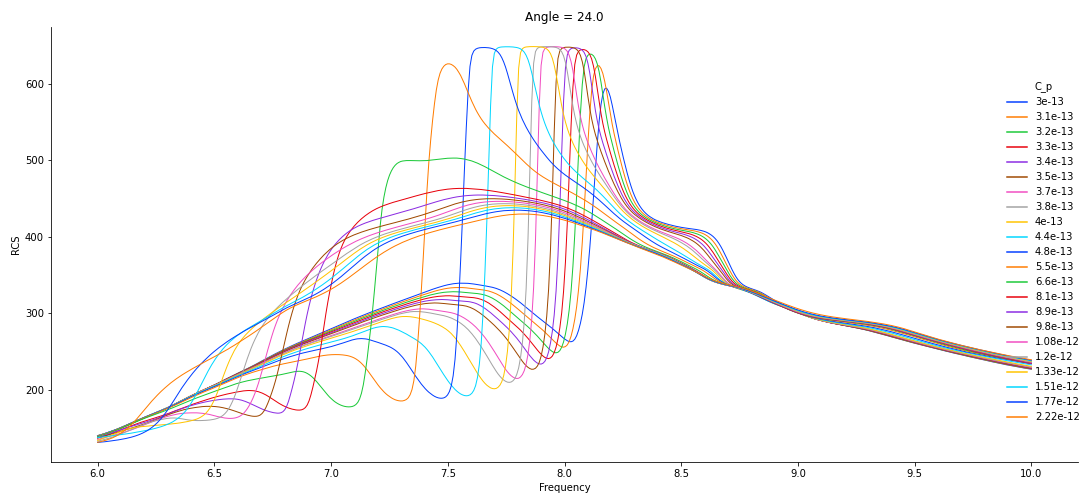 Angle = 24.0
RCS
600
500
400
300
200
6.0 6.5 7.0 7.5 8.0 8.5 9.0 9.5 10.0
Frequency
C_p
3e-13
3.1e-13
3.2e-13
3.3e-13
3.4e-13
3.5e-13
3.7e-13
3.8e-13
4e-13
4.4e-13
4.8e-13
5.5e-13
6.6e-13
8.1e-13
8.9e-13
9.8e-13
1.08e-12
1.2e-12
1.33e-12
1.51e-12
1.77e-12
2.22e-12